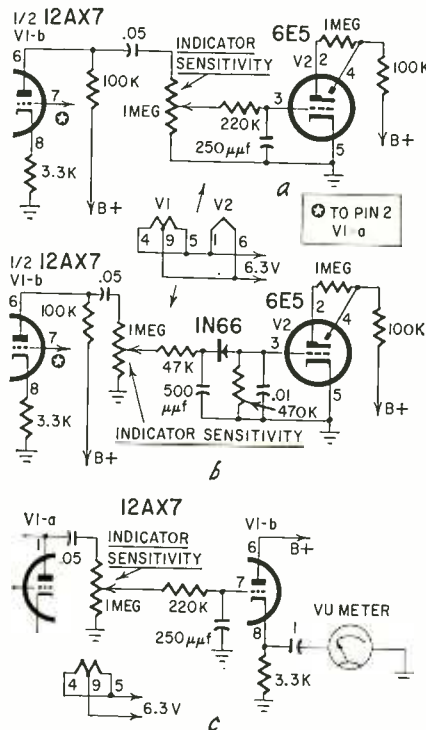 1/2 12AX7
V1-b
6
.05
INDICATOR
SENSITIVITY
6E5
1MEG
2
4
V2
100K
7
✪
100K
1MEG
220K
3
8
250μμf
5
3.3K
B+
a
B+
✪ TO PIN 2
V1-a
V1
V2
4 9 5
1 6
6.3V
1/2 12AX7
V1-b
6
.05
100K
6E5
1MEG
2
4
V2
1MEG
1N66
100K
7
✪
47K
3
8
500
μμf
.01
470K
5
3.3K
INDICATOR SENSITIVITY
B+
b
B+
12AX7
V1-a
1
.05
INDICATOR
SENSITIVITY
V1-b
6
B+
1MEG
220K
7
250μμf
8
1
VU METER
3.3K
4 9 5
6.3V
c